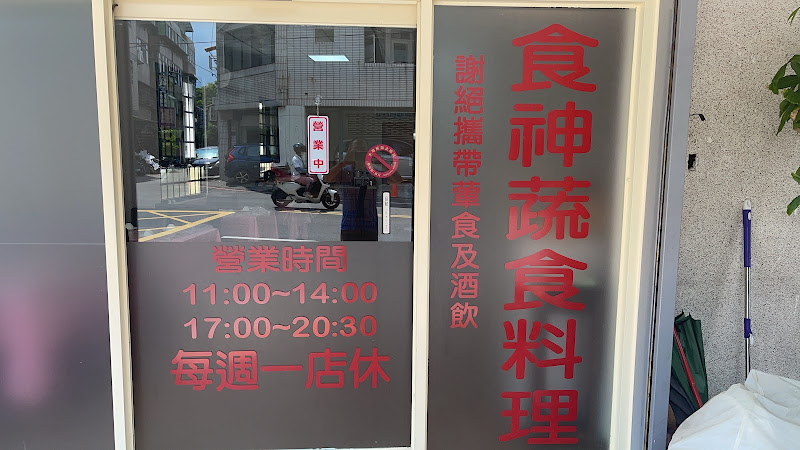 食神蔬食料理
謝絕攜帶葷食及酒飲
營業中
營業時間
11:00~14:00
17:00~20:30
每週一店休